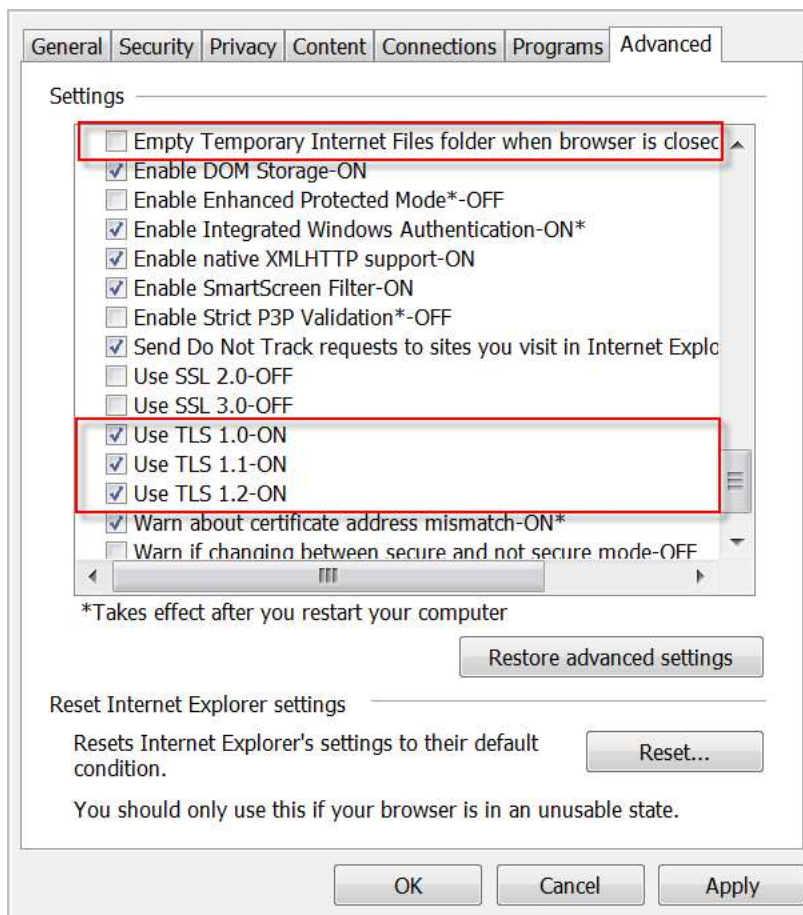 General Security Privacy Content Connections Programs Advanced
Settings
Empty Temporary Internet Files folder when browser is closed
Enable DOM Storage-ON
Enable Enhanced Protected Mode*-OFF
Enable Integrated Windows Authentication-ON*
Enable native XMLHTTP support-ON
Enable SmartScreen Filter-ON
Enable Strict P3P Validation*-OFF
Send Do Not Track requests to sites you visit in Internet Explo
Use SSL 2.0-OFF
Use SSL 3.0-OFF
Use TLS 1.0-ON
Use TLS 1.1-ON
Use TLS 1.2-ON
Warn about certificate address mismatch-ON*
Warn if changing between secure and not secure mode-OFF
*Takes effect after you restart your computer
Restore advanced settings
Reset Internet Explorer settings
Resets Internet Explorer's settings to their default
condition.
Reset...
You should only use this if your browser is in an unusable state.
OK Cancel Apply